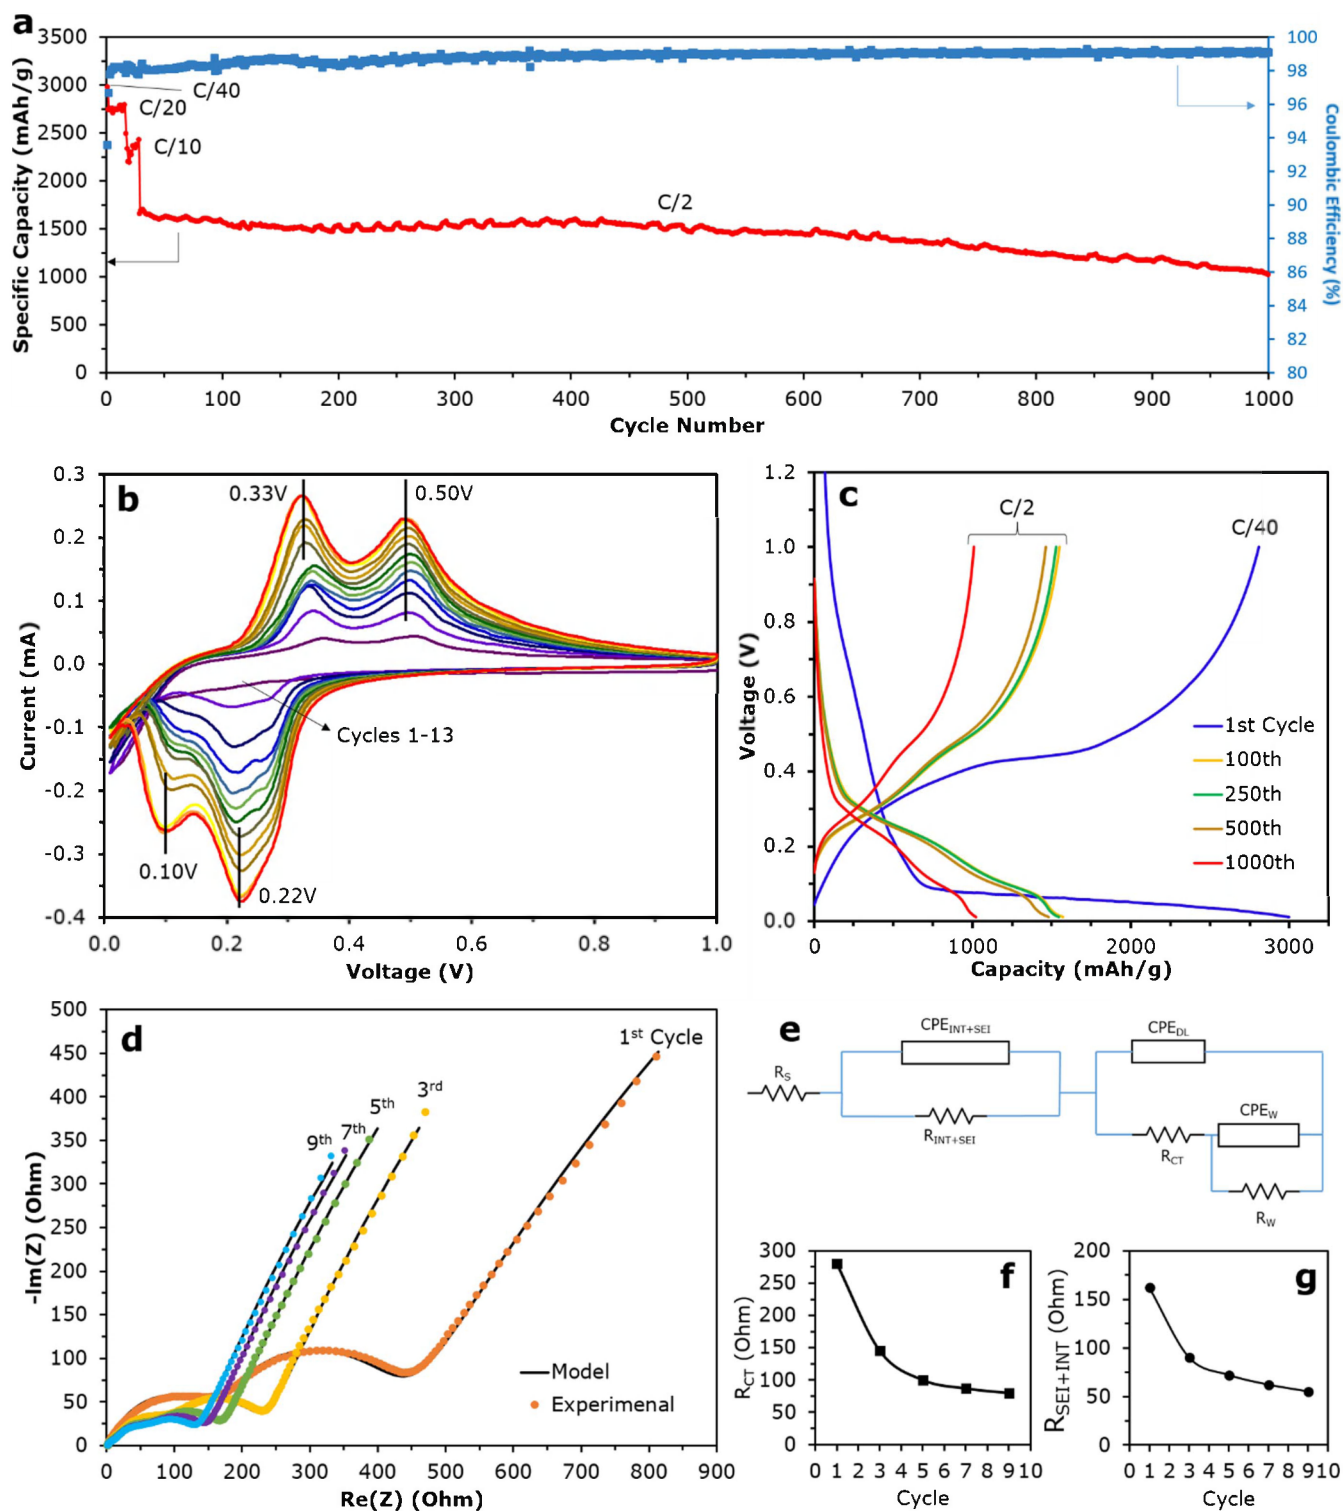 a
3500
3000
2500
2000
1500
1000
500
0
Specific Capacity (mAh/g)
C/40
C/20
C/10
C/2
100
98
96
94
92
90
88
86
84
82
80
Coulombic Efficiency (%)
0 100 200 300 400 500 600 700 800 900 1000
Cycle Number
b
0.3
0.2
0.1
0.0
-0.1
-0.2
-0.3
-0.4
Current (mA)
0.33V
0.50V
Cycles 1-13
0.10V
0.22V
0.0 0.2 0.4 0.6 0.8 1.0
Voltage (V)
c
1.2
1.0
0.8
0.6
0.4
0.2
0.0
Voltage (V)
C/2
C/40
1st Cycle
100th
250th
500th
1000th
0 1000 2000 3000
Capacity (mAh/g)
d
500
450
400
350
300
250
200
150
100
50
0
-Im(Z) (Ohm)
1st Cycle
3rd
5th
7th
9th
Model
Experimenal
0 100 200 300 400 500 600 700 800 900
Re(Z) (Ohm)
e
RS
CPEINT+SEI
RINT+SEI
CPEDL
RCT
CPEW
RW
f
300
250
200
150
100
50
0
RCT (Ohm)
0 1 2 3 4 5 6 7 8 9 10
Cycle
g
200
150
100
50
0
RSEI+INT (Ohm)
0 1 2 3 4 5 6 7 8 9 10
Cycle